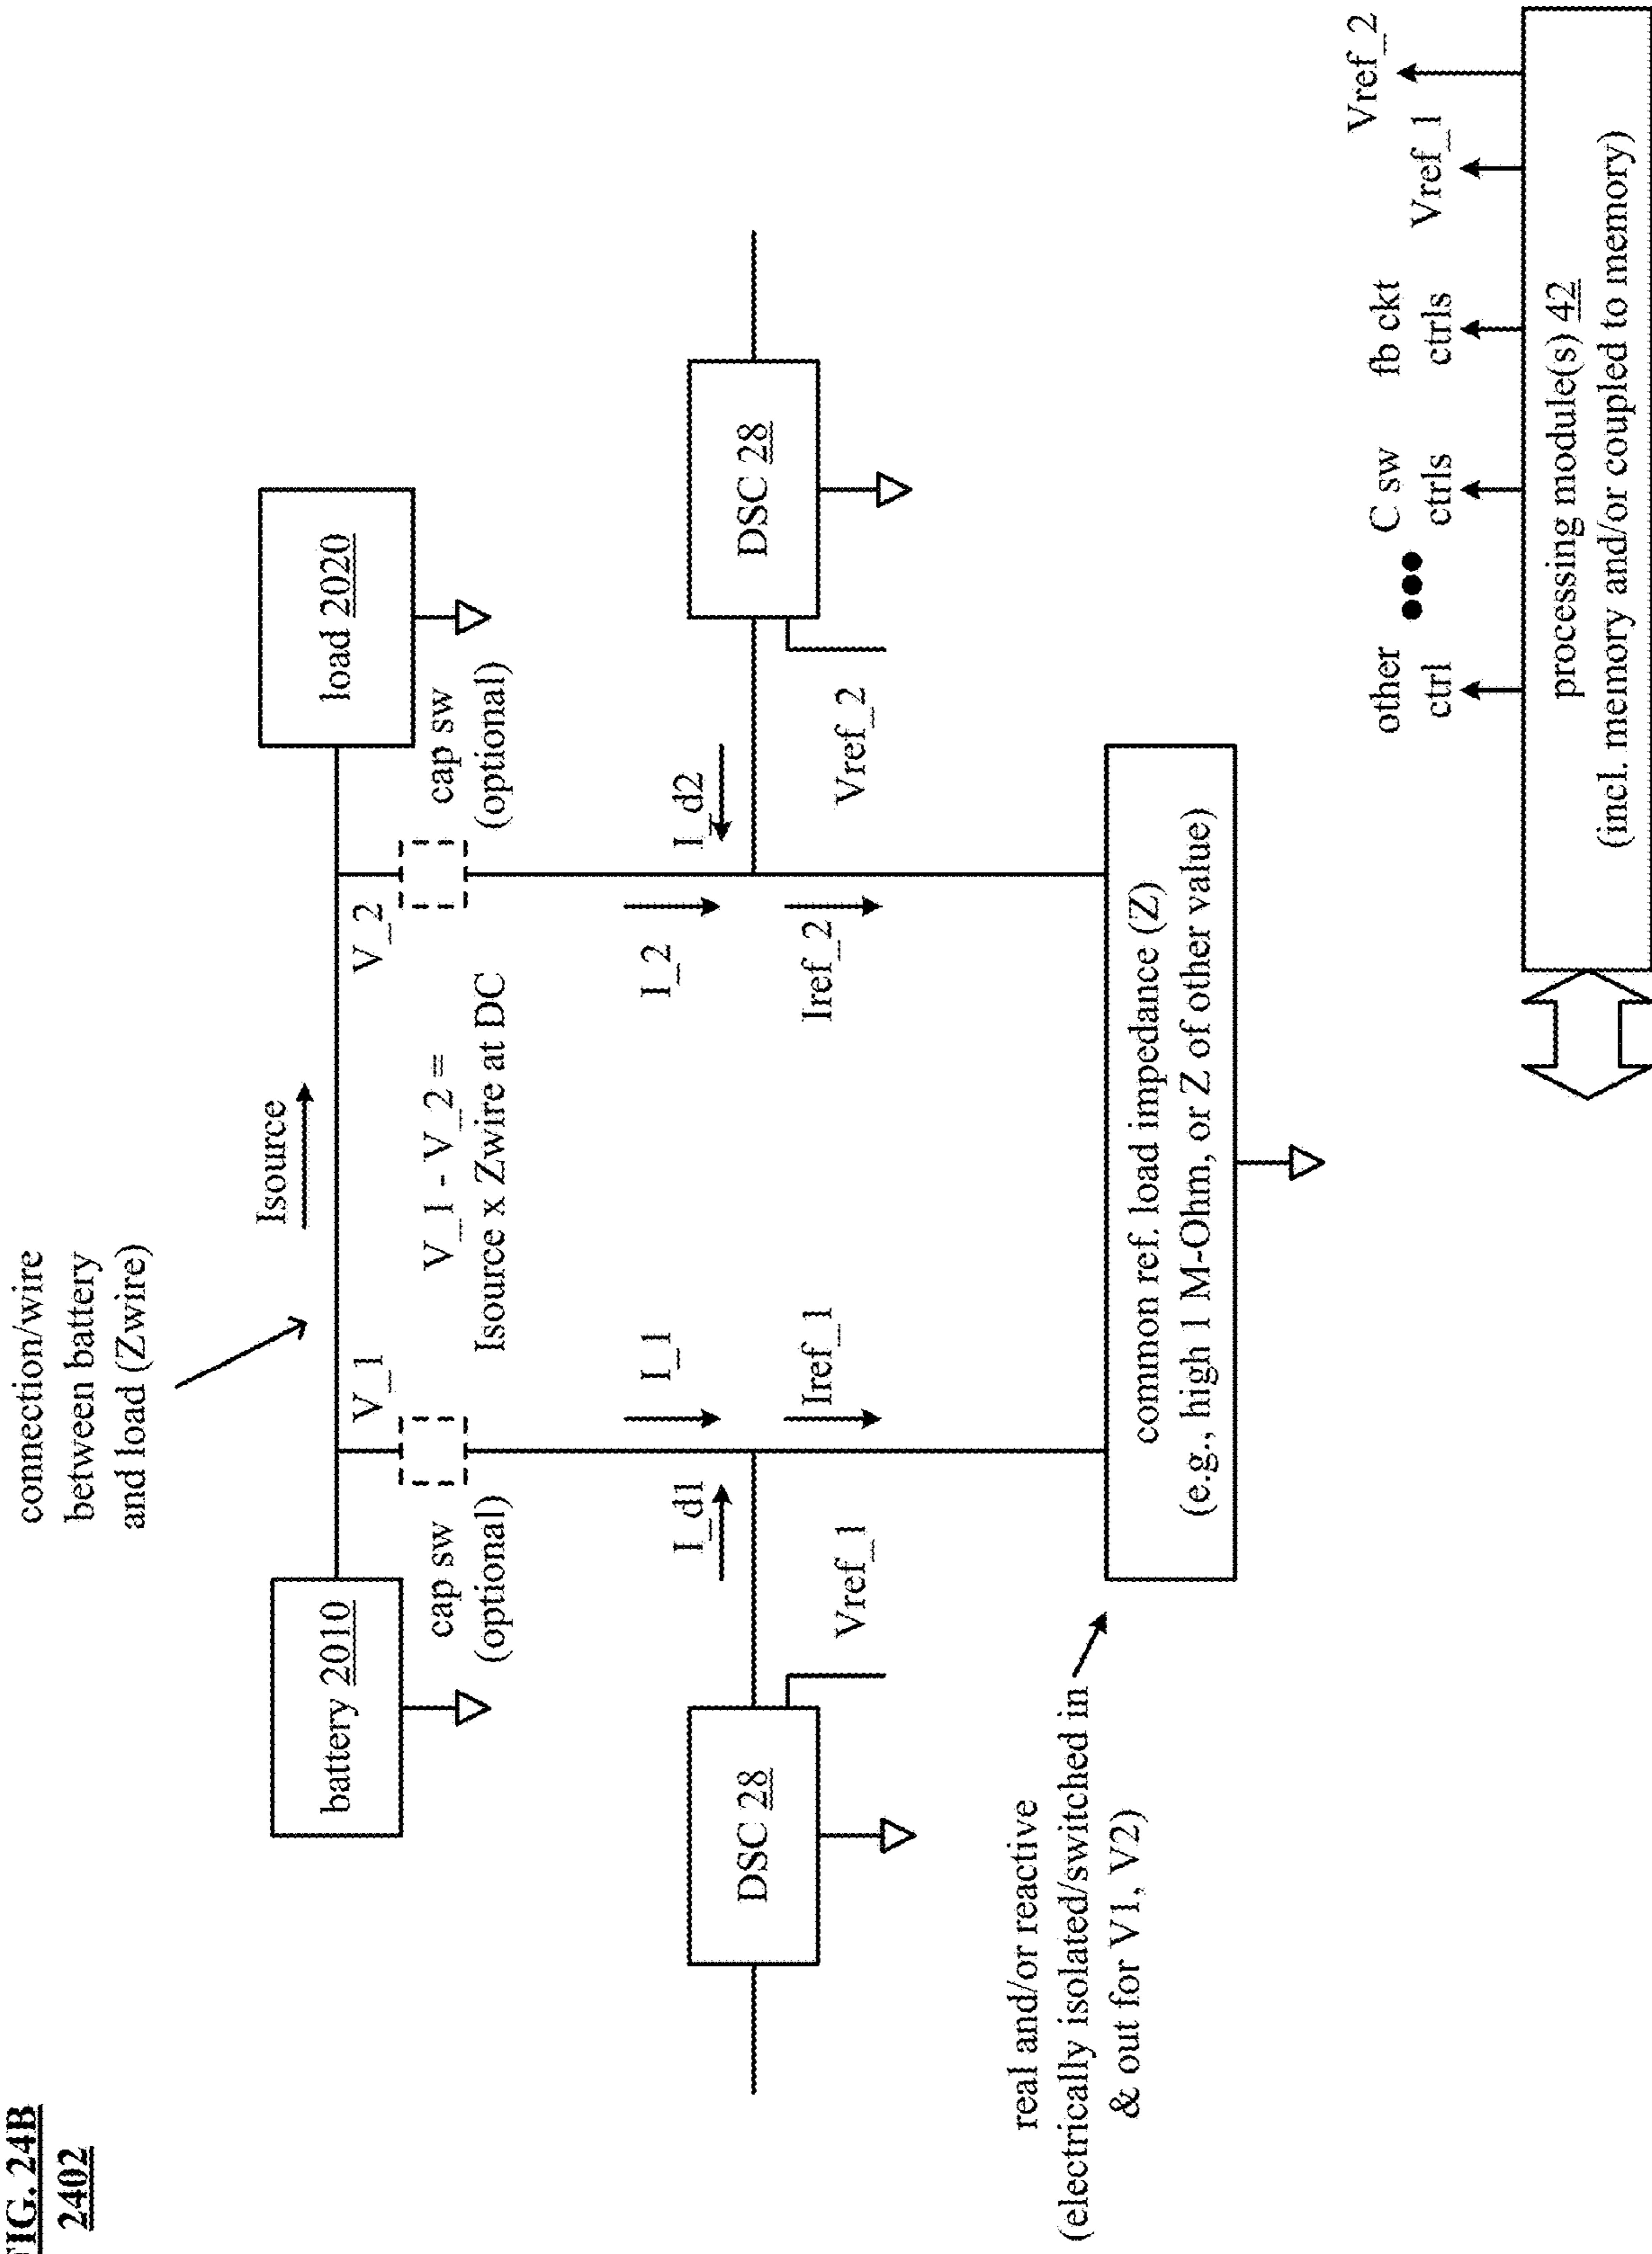 FIG. 24B
2402
connection/wire
between battery
and load (Zwire)
Isource
battery 2010
load 2020
V_1
V_2
cap sw
(optional)
V_1 - V_2 =
Isource x Zwire at DC
cap sw
(optional)
I_1
I_2
I_d1
I_d2
DSC 28
DSC 28
Iref_1
Iref_2
Vref_1
Vref_2
real and/or reactive
(electrically isolated/switched in
& out for V1, V2)
common ref. load impedance (Z)
(e.g., high 1 M-Ohm, or Z of other value)
other
ctrl
C sw
ctrls
fb ckt
ctrls
Vref_1
Vref_2
processing module(s) 42
(incl. memory and/or coupled to memory)